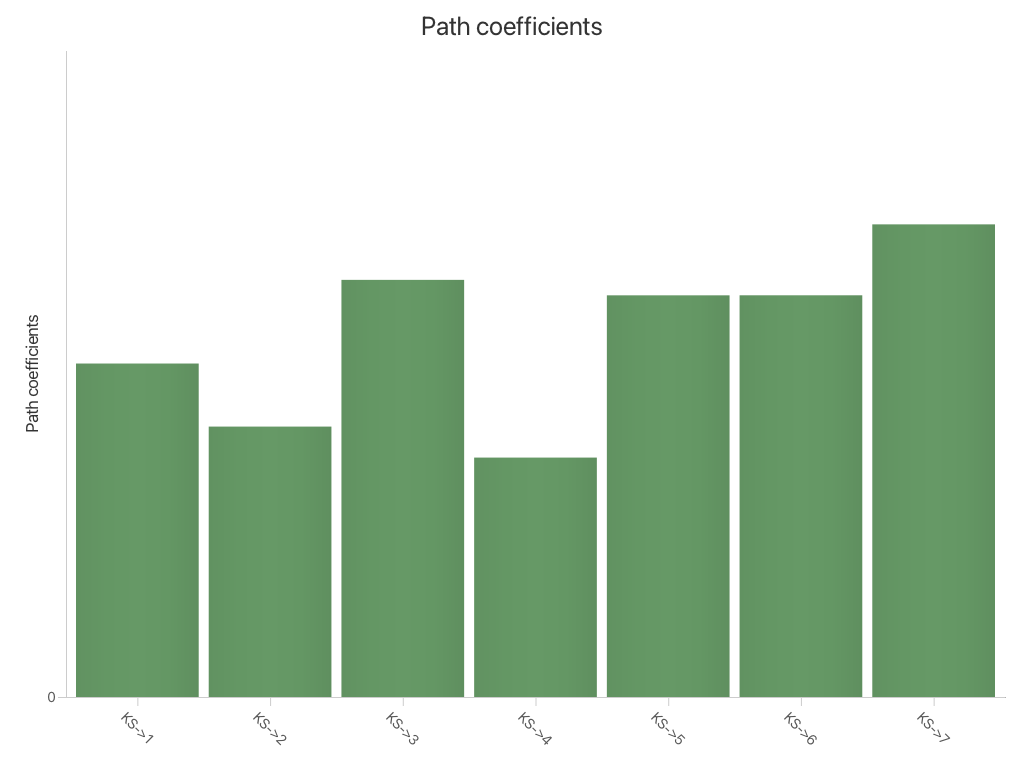 Path coefficients
Path coefficients
0
KS->1
KS->2
KS->3
KS->4
KS->5
KS->6
KS->7